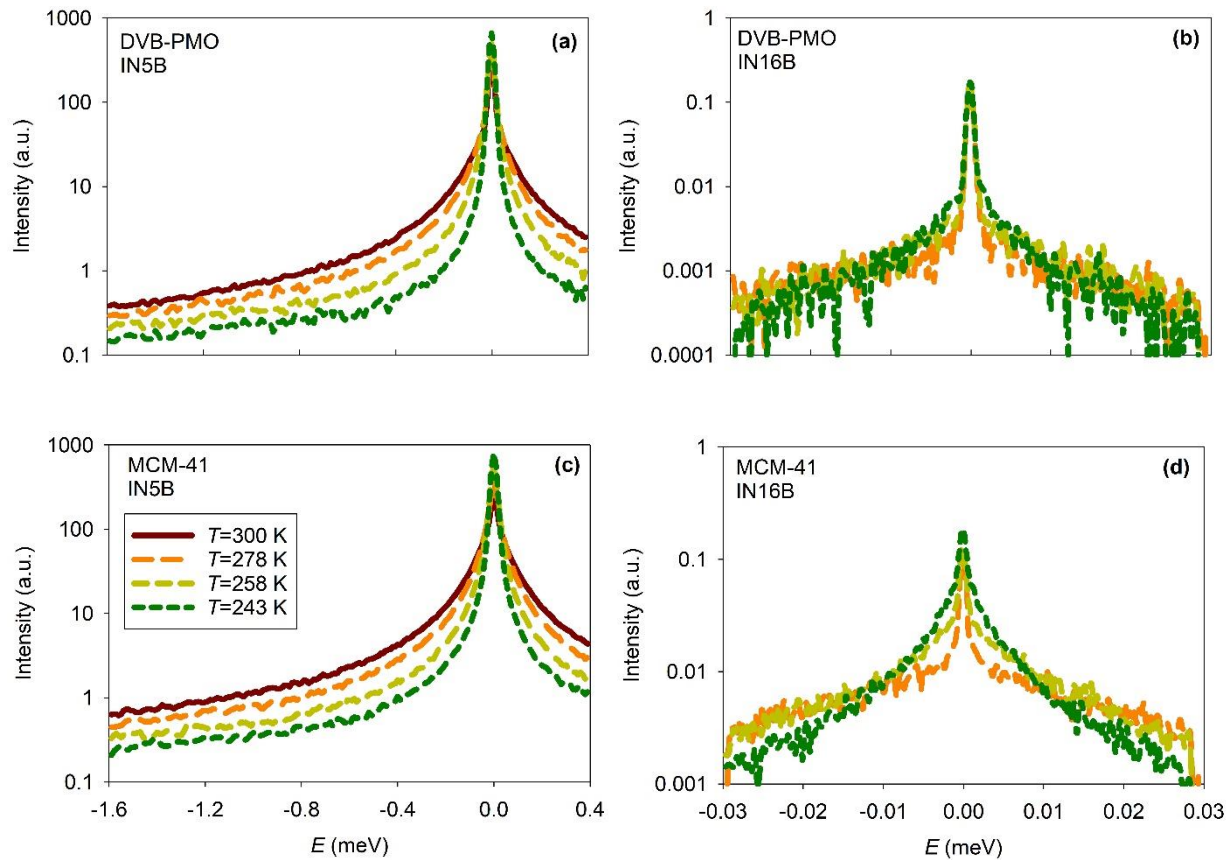 DVB-PMO
IN5B
(a)
Intensity (a.u.)
1000
100
10
1
0.1
DVB-PMO
IN16B
(b)
Intensity (a.u.)
1
0.1
0.01
0.001
0.0001
MCM-41
IN5B
(c)
T=300 K
T=278 K
T=258 K
T=243 K
Intensity (a.u.)
1000
100
10
1
0.1
-1.6 -1.2 -0.8 -0.4 0.0 0.4
E (meV)
MCM-41
IN16B
(d)
Intensity (a.u.)
1
0.1
0.01
0.001
-0.03 -0.02 -0.01 0.00 0.01 0.02 0.03
E (meV)